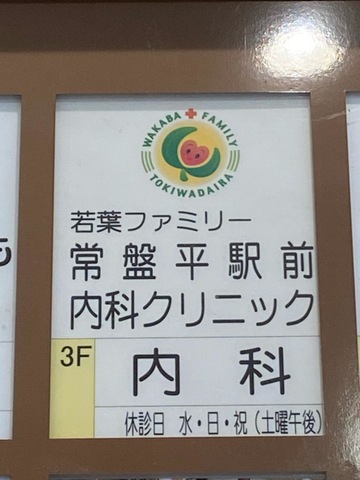 WAKABA FAMILY
TOKIWADAIRA
若葉ファミリー
常盤平駅前
内科クリニック
3F 内科
休診日 水・日・祝(土曜午後)